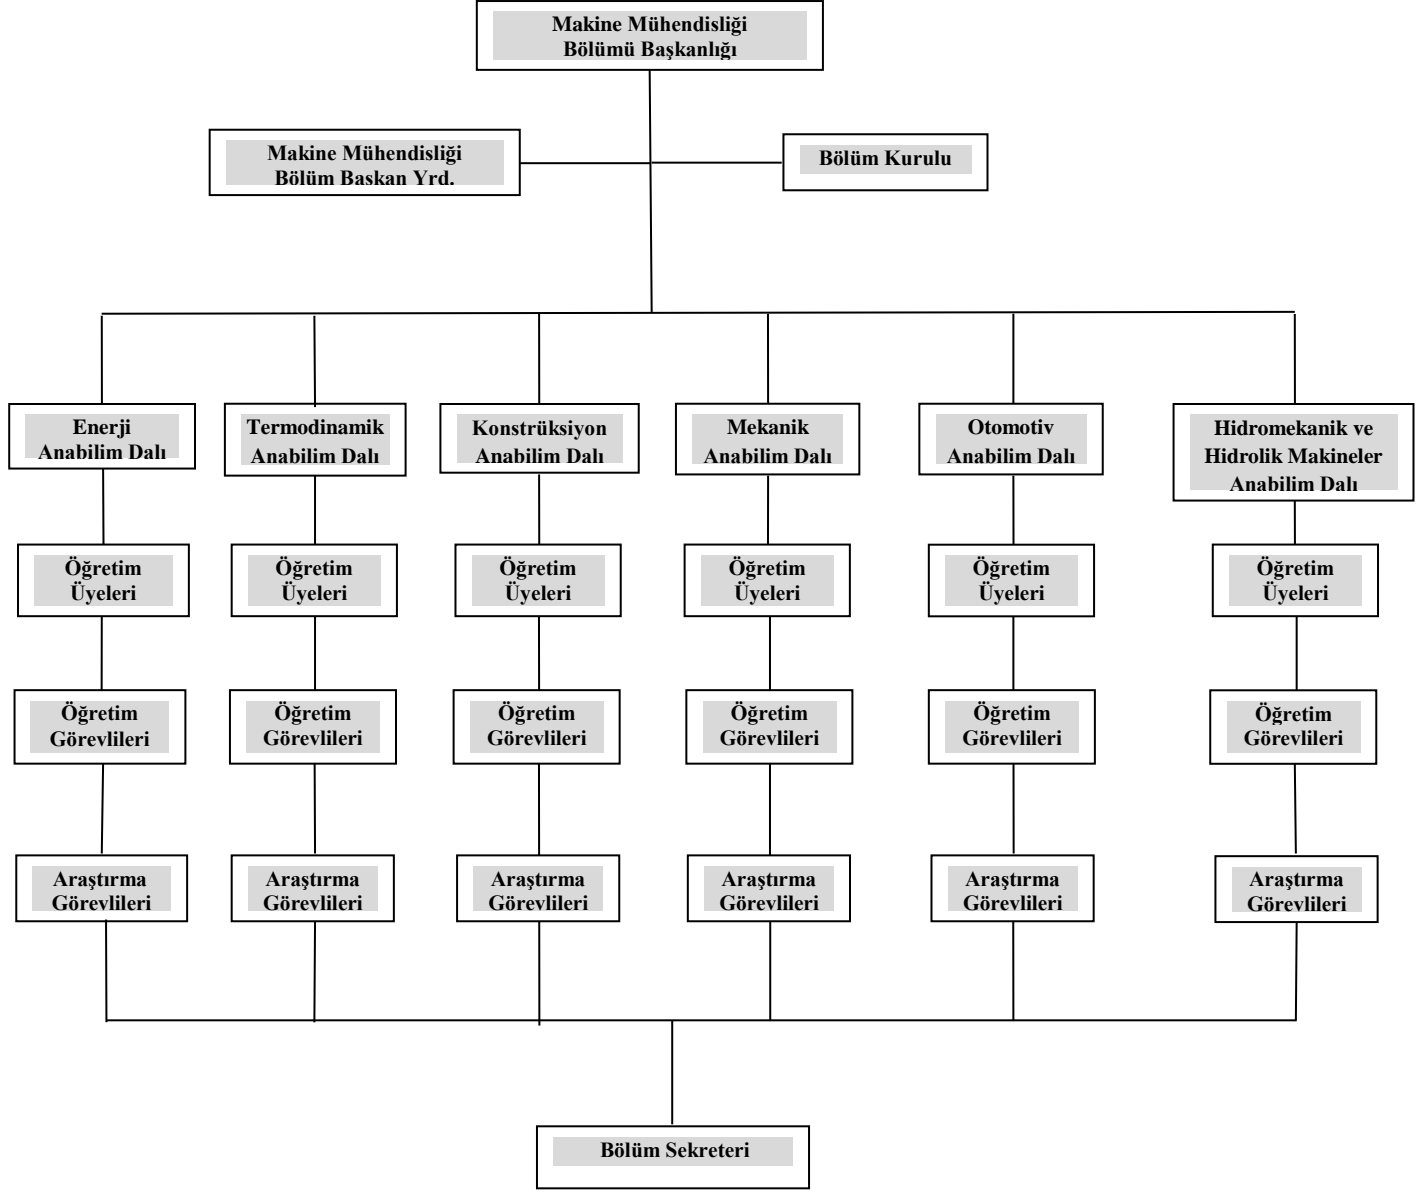 Makine Mühendisliği
Bölümü Başkanlığı
Makine Mühendisliği
Bölüm Baskan Yrd.
Bölüm Kurulu
Enerji
Anabilim Dalı
Termodinamik
Anabilim Dalı
Konstrüksiyon
Anabilim Dalı
Mekanik
Anabilim Dalı
Otomotiv
Anabilim Dalı
Hidromekanik ve
Hidrolik Makineler
Anabilim Dalı
Öğretim
Üyeleri
Öğretim
Üyeleri
Öğretim
Üyeleri
Öğretim
Üyeleri
Öğretim
Üyeleri
Öğretim
Üyeleri
Öğretim
Görevlileri
Öğretim
Görevlileri
Öğretim
Görevlileri
Öğretim
Görevlileri
Öğretim
Görevlileri
Öğretim
Görevlileri
Araştırma
Görevlileri
Araştırma
Görevlileri
Araştırma
Görevlileri
Araştırma
Görevlileri
Araştırma
Görevlileri
Araştırma
Görevlileri
Bölüm Sekreteri